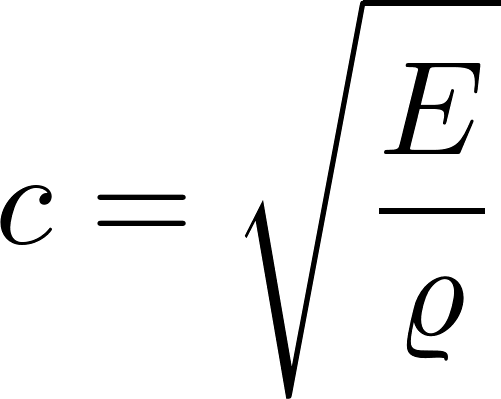 c = √(E/ϱ)